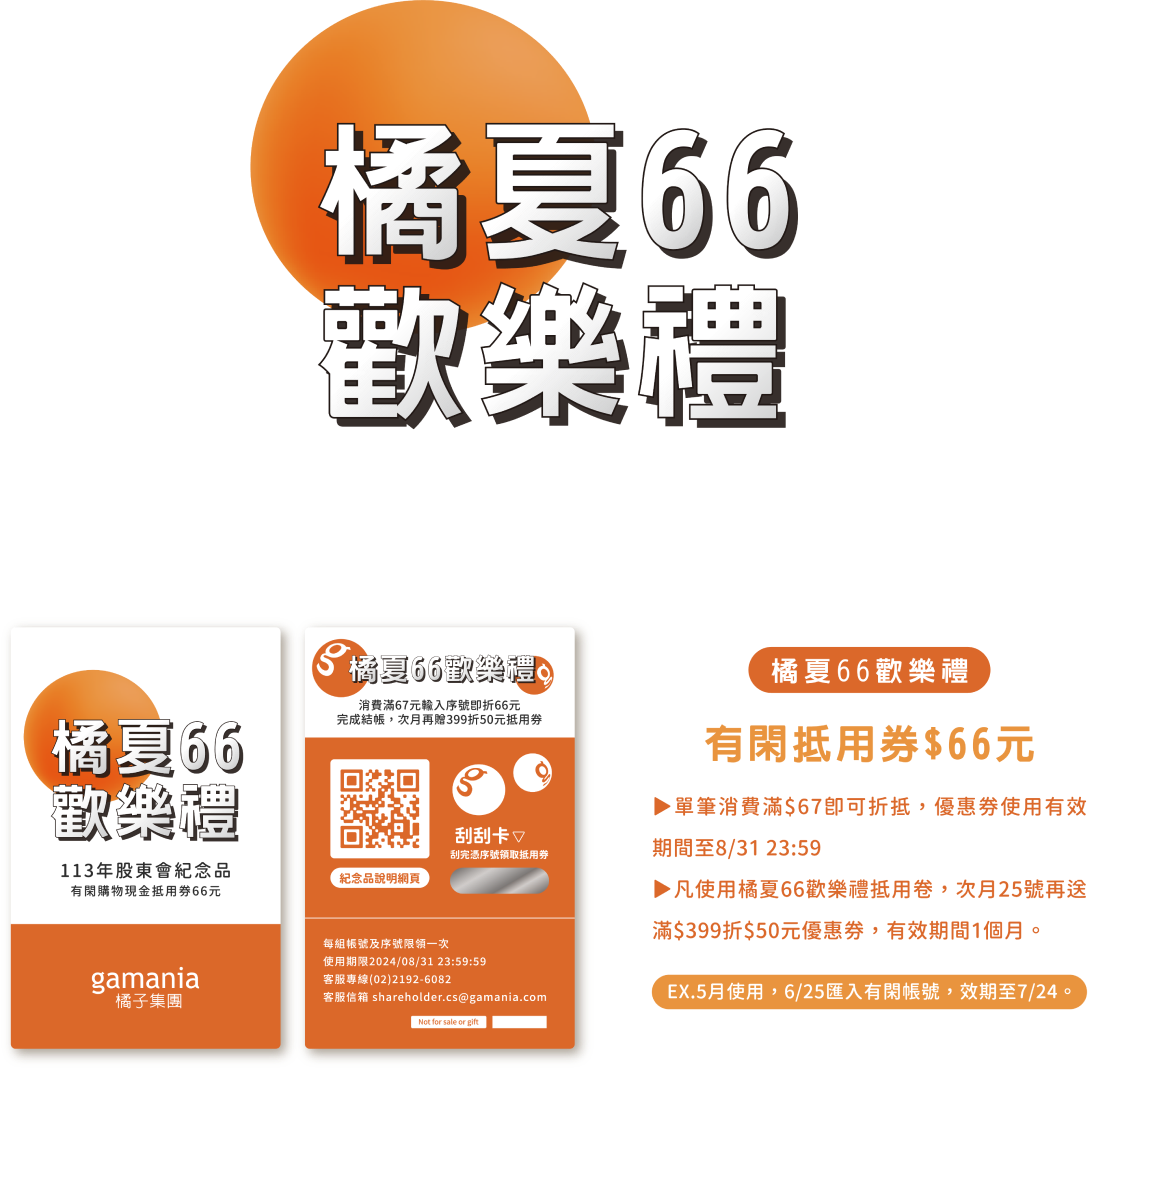 橘夏66
歡樂禮
橘夏66
歡樂禮
113年股東會紀念品
有閑購物現金抵用券66元
gamania
橘子集團
橘夏66歡樂禮
消費滿67元輸入序號即折66元
完成結帳，次月再贈399折50元抵用券
刮刮卡▽
刮完憑序號領取抵用券
紀念品說明網頁
每組帳號及序號限領一次
使用期限2024/08/31 23:59:59
客服專線(02)2192-6082
客服信箱 shareholder.cs@gamania.com
Not for sale or gift
橘夏66歡樂禮
有閑抵用券$66元
▶單筆消費滿$67即可折抵，優惠券使用有效
期間至8/31 23:59
▶凡使用橘夏66歡樂禮抵用卷，次月25號再送
滿$399折$50元優惠券，有效期間1個月。
EX.5月使用，6/25匯入有閑帳號，效期至7/24。